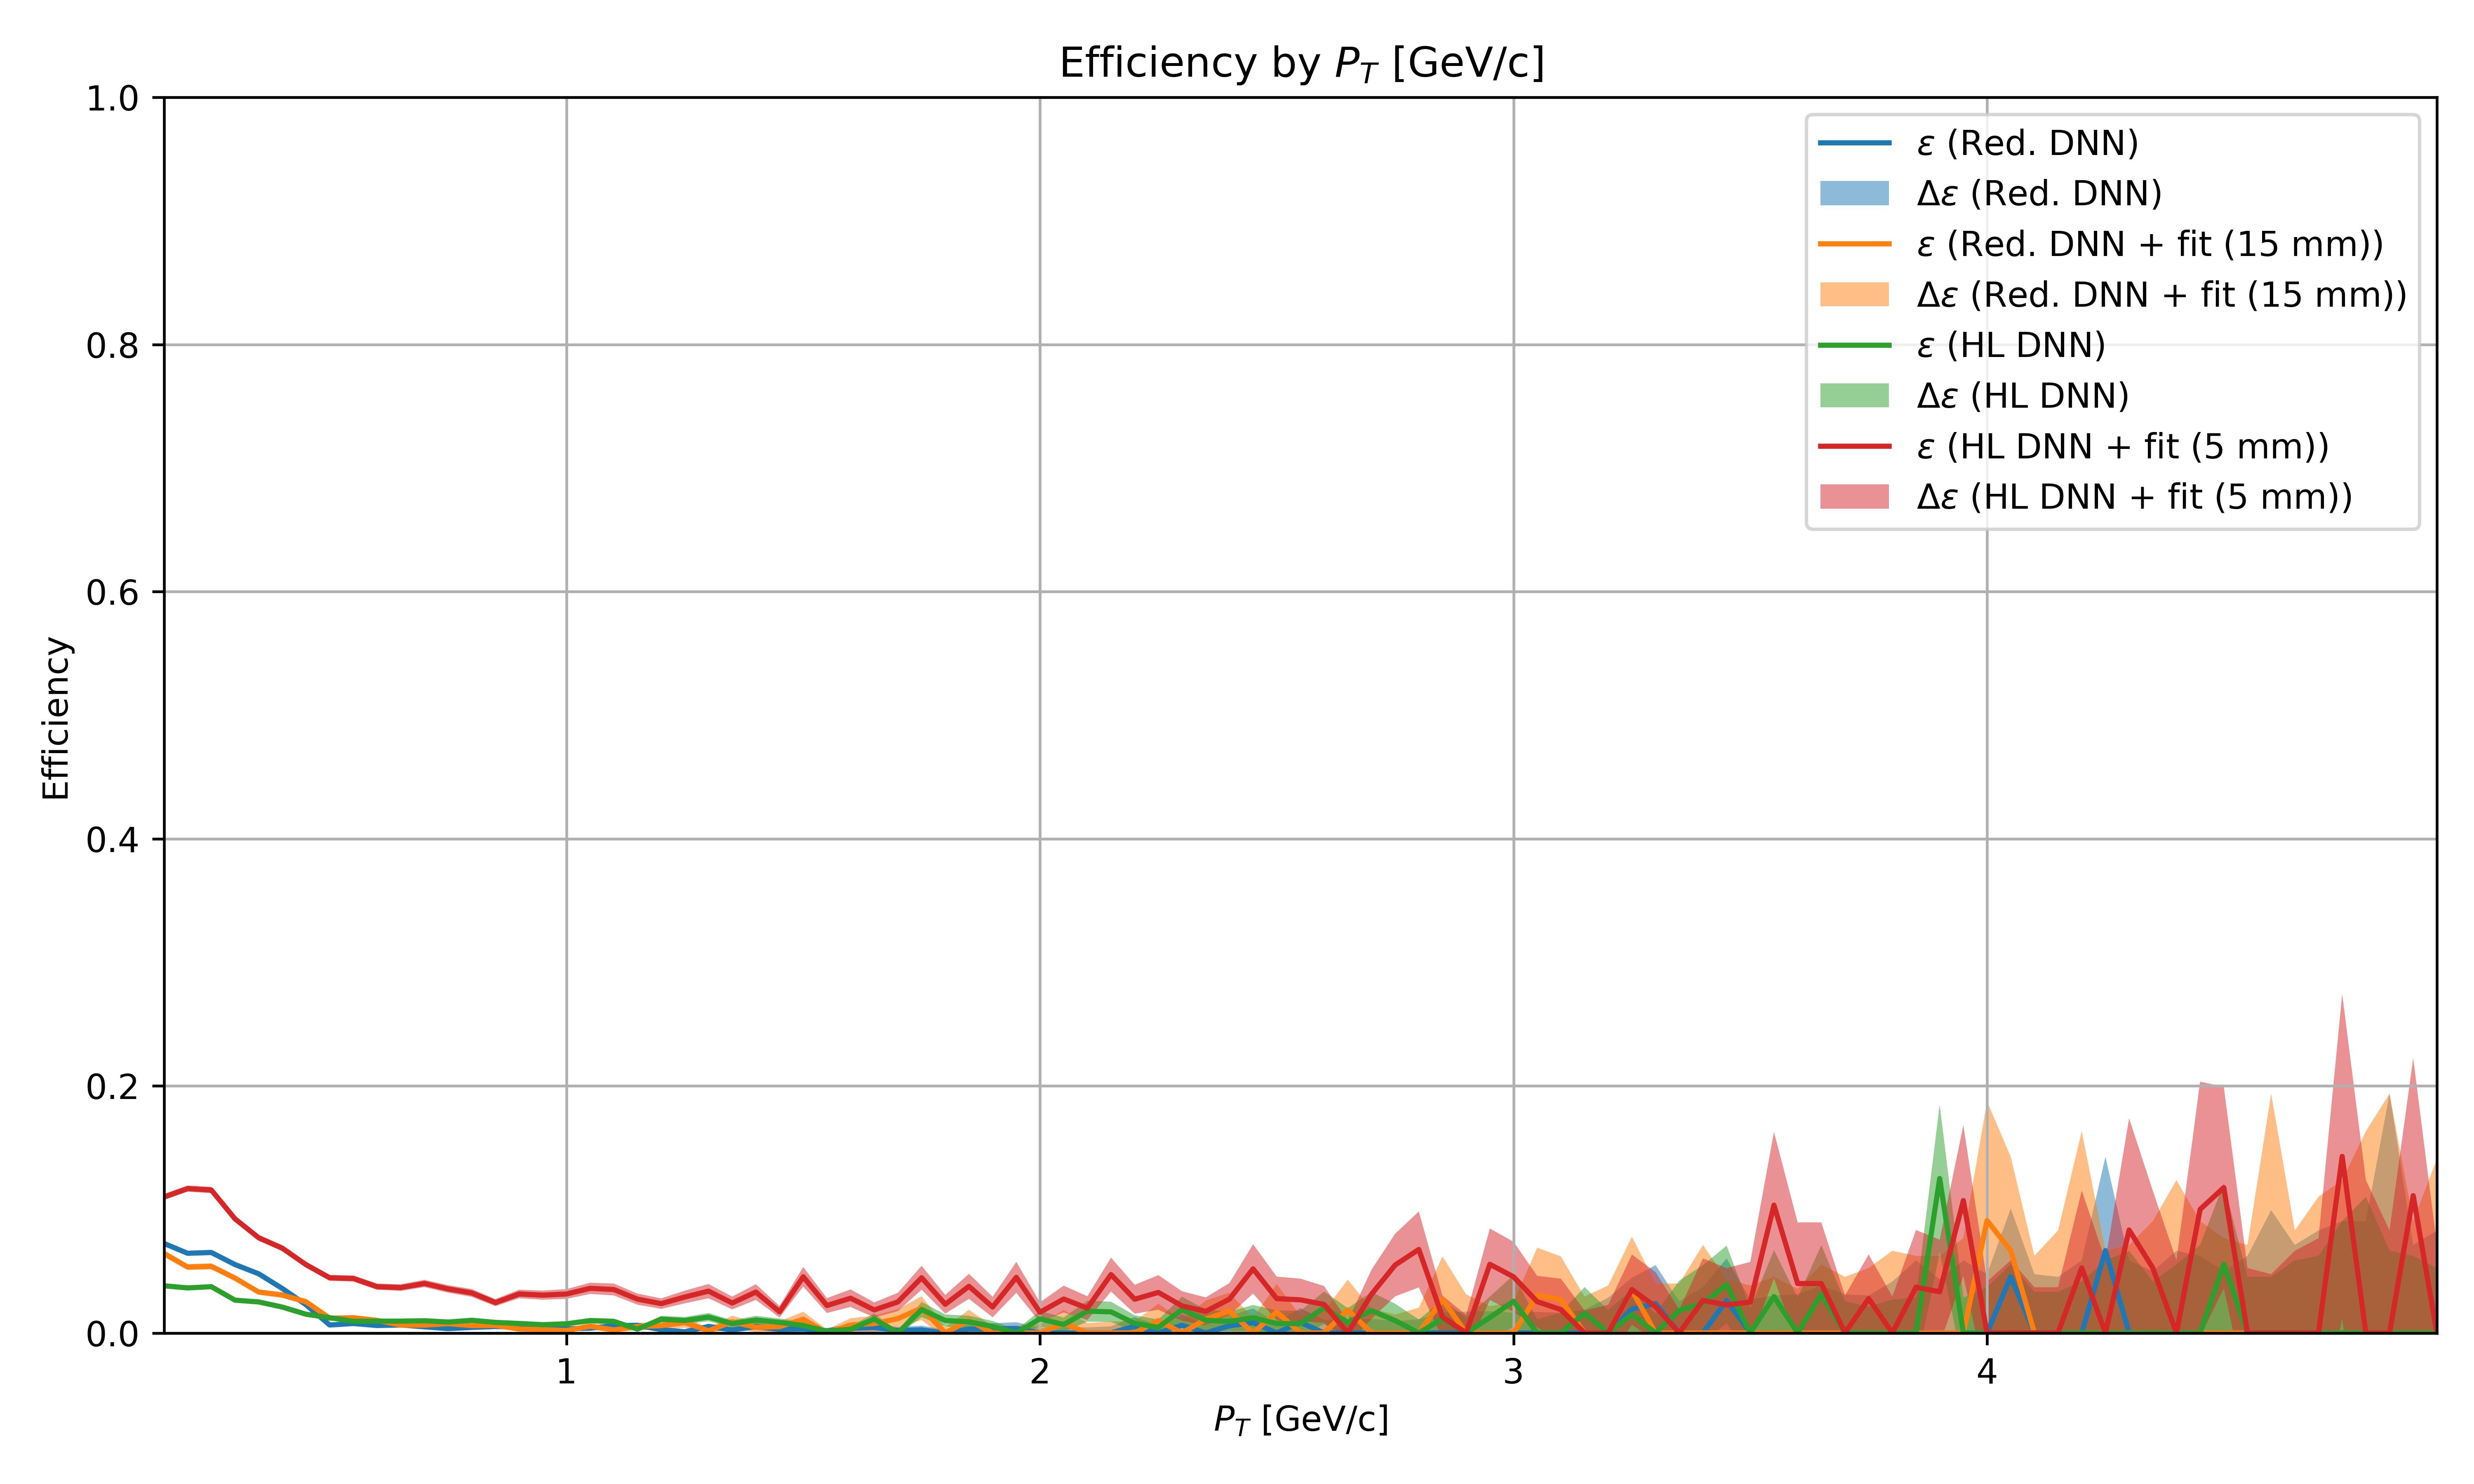 Efficiency by P_T [GeV/c]
1.0
0.8
0.6
0.4
0.2
0.0
Efficiency
ε (Red. DNN)
Δε (Red. DNN)
ε (Red. DNN + fit (15 mm))
Δε (Red. DNN + fit (15 mm))
ε (HL DNN)
Δε (HL DNN)
ε (HL DNN + fit (5 mm))
Δε (HL DNN + fit (5 mm))
1 2 3 4
P_T [GeV/c]